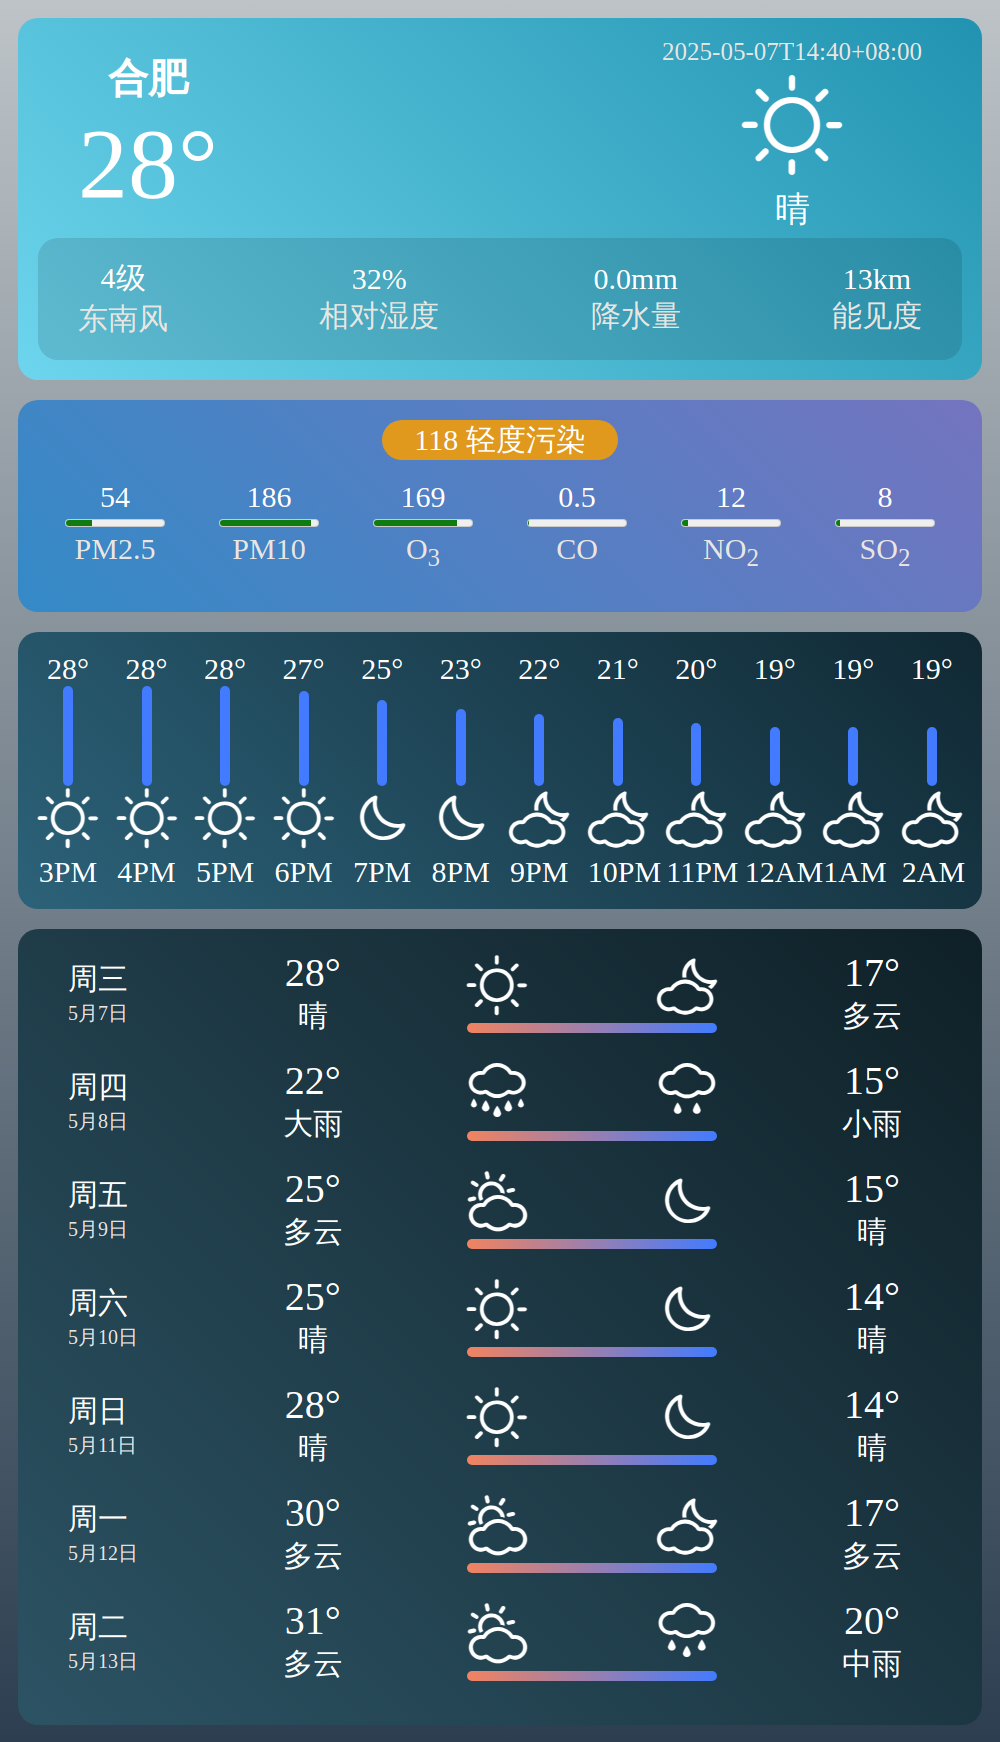 合肥
28°
2025-05-07T14:40+08:00
晴
4级 32% 0.0mm 13km
东南风 相对湿度 降水量 能见度
118 轻度污染
54 186 169 0.5 12 8
PM2.5 PM10 O3 CO NO2 SO2
28° 28° 28° 27° 25° 23° 22° 21° 20° 19° 19° 19°
3PM 4PM 5PM 6PM 7PM 8PM 9PM 10PM 11PM 12AM 1AM 2AM
周三 28° 17°
5月7日 晴 多云
周四 22° 15°
5月8日 大雨 小雨
周五 25° 15°
5月9日 多云 晴
周六 25° 14°
5月10日 晴 晴
周日 28° 14°
5月11日 晴 晴
周一 30° 17°
5月12日 多云 多云
周二 31° 20°
5月13日 多云 中雨